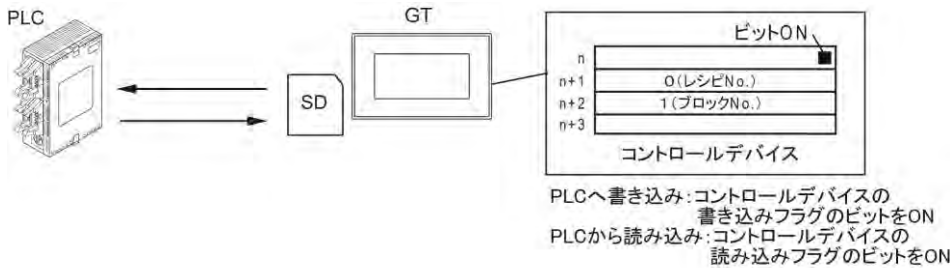 PLC
GT
SD
ビットON
n
n+1 0(レシピNo.)
n+2 1(ブロックNo.)
n+3
コントロールデバイス
PLCへ書き込み:コントロールデバイスの
書き込みフラグのビットをON
PLCから読み込み:コントロールデバイスの
読み込みフラグのビットをON